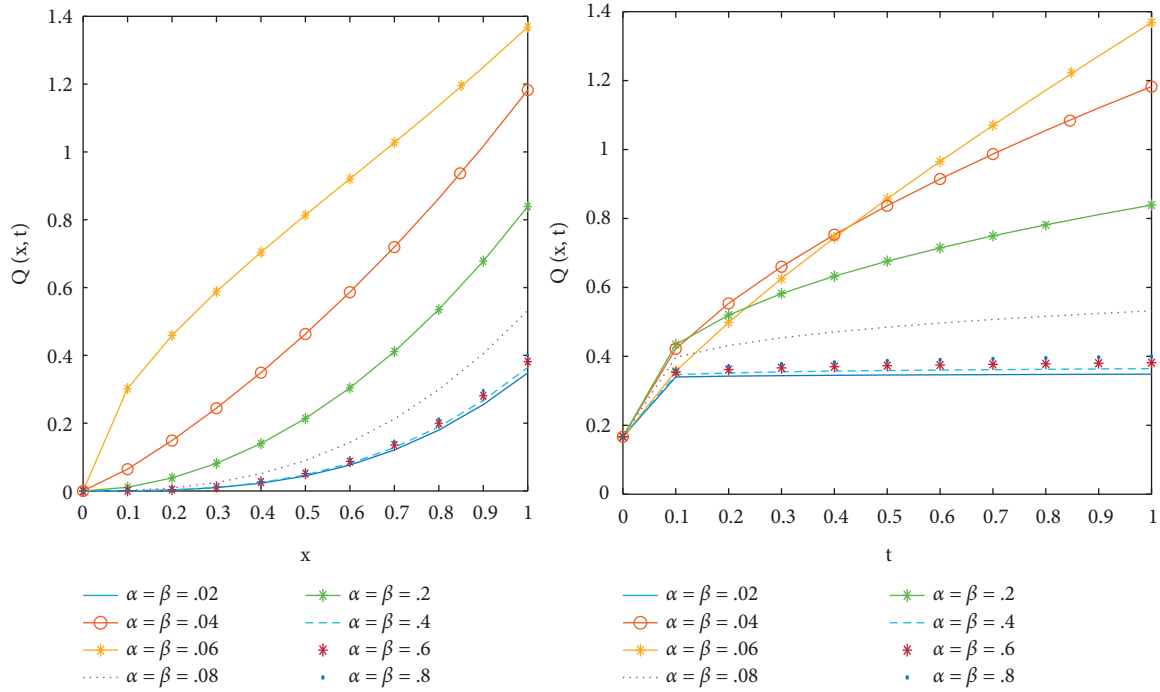 1.4
1.2
1
0.8
0.6
0.4
0.2
0
Q (x, t)
0 0.1 0.2 0.3 0.4 0.5 0.6 0.7 0.8 0.9 1
x
α = β = .02
α = β = .04
α = β = .06
α = β = .08
α = β = .2
α = β = .4
α = β = .6
α = β = .8
1.4
1.2
1
0.8
0.6
0.4
0.2
0
Q (x, t)
0 0.1 0.2 0.3 0.4 0.5 0.6 0.7 0.8 0.9 1
t
α = β = .02
α = β = .04
α = β = .06
α = β = .08
α = β = .2
α = β = .4
α = β = .6
α = β = .8